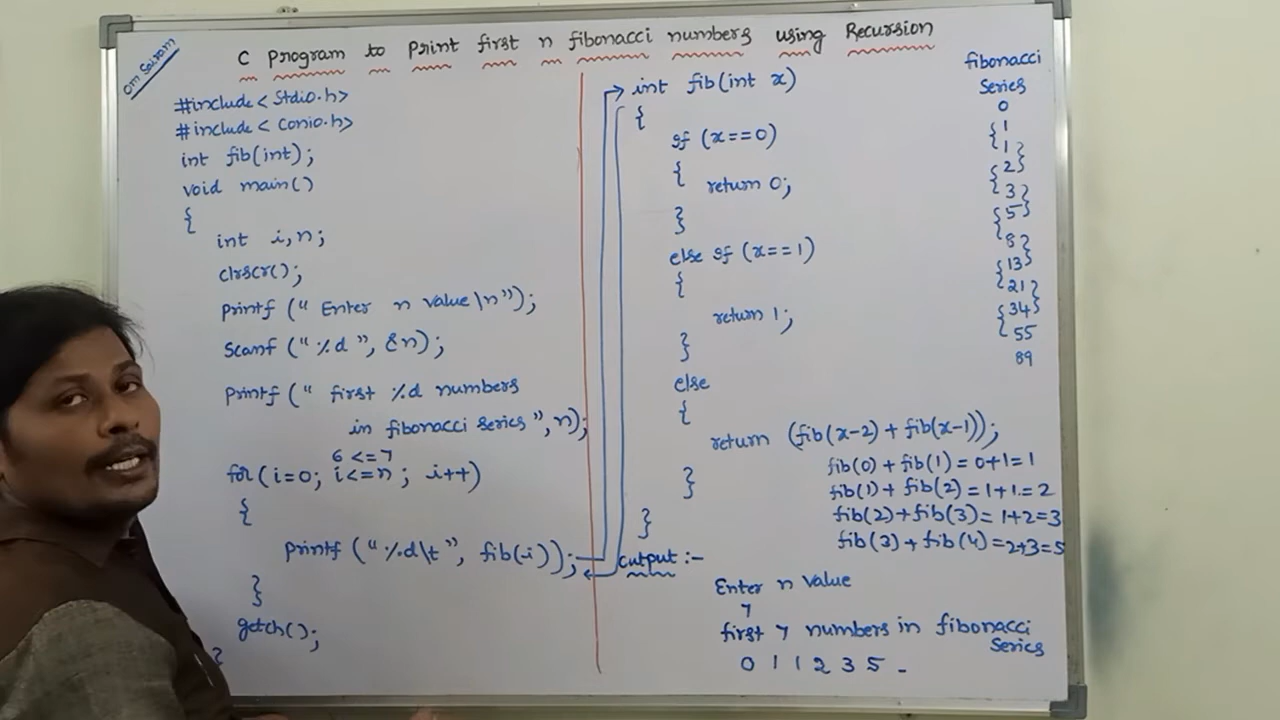 Om Sairam
C Program to Print first n fibonacci numbers using Recursion
#include< Stdio.h>
#include< Conio.h>
int fib(int);
void main()
{
int i,n;
clrscr();
printf (“ Enter n value\n”);
Scanf (“%d”, &n);
Printf (“ first %d numbers
in fibonacci series”, n);
6 <= 7
for(i=0; i<=n; i++)
{
printf (“%d\t”, fib(i));
}
getch();
}
int fib(int x)
{
if (x==0)
{
return 0;
}
else if (x==1)
{
return 1;
}
else
{
return (fib(x-2) + fib(x-1));
fib(0) + fib(1) = 0+1=1
fib(1) + fib(2) = 1+1=2
fib(2)+fib(3)= 1+2=3
fib(3) + fib(4)=2+3=5
}
}
output :-
Enter n value
7
first 7 numbers in fibonacci
Series
0 1 1 2 3 5 -
fibonacci
Series
0
1
1
2
3
5
8
13
21
34
55
89